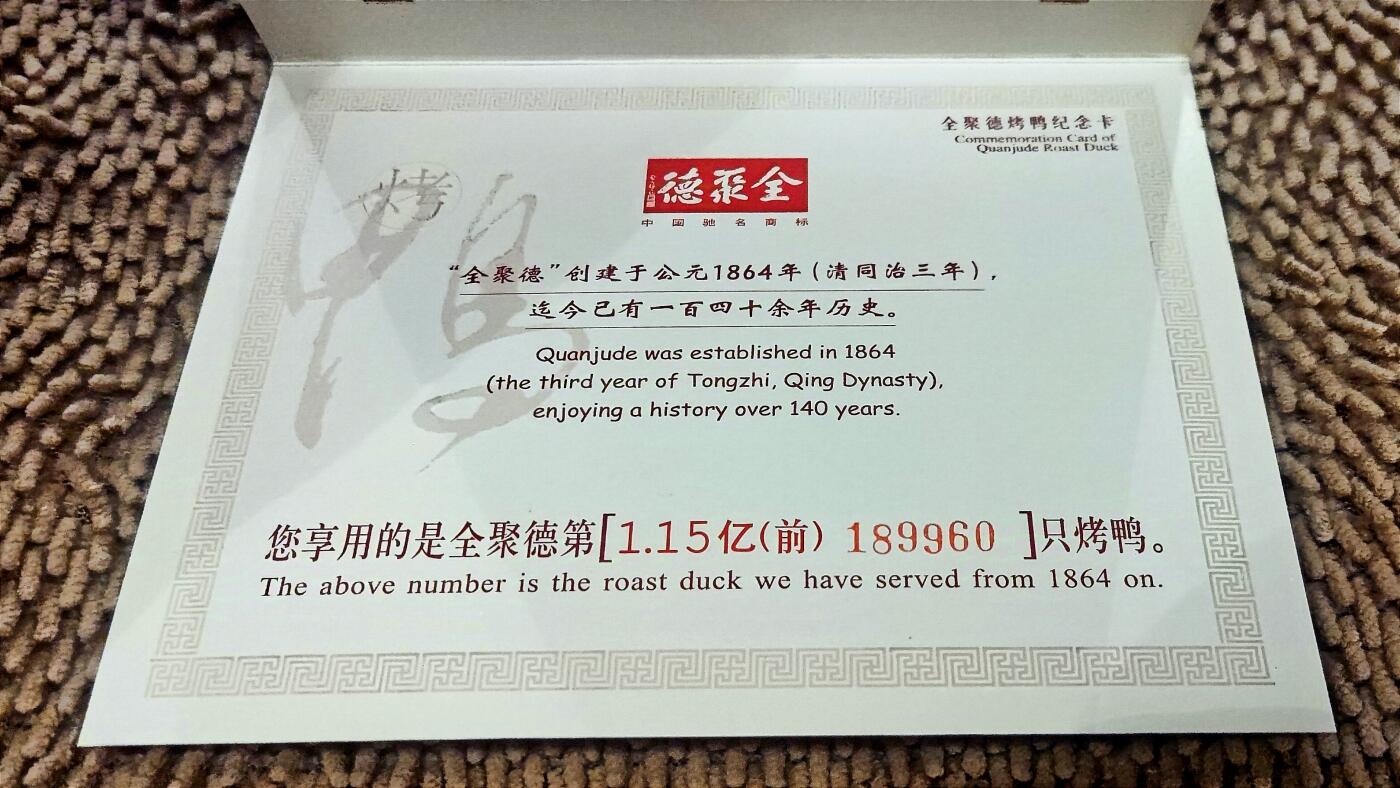 全聚德烤鸭纪念卡
Commemoration Card of
Quanjude Roast Duck
烤
鸭
德聚全
中国驰名商标
“全聚德”创建于公元1864年(清同治三年),
迄今已有一百四十余年历史。
Quanjude was established in 1864
(the third year of Tongzhi, Qing Dynasty),
enjoying a history over 140 years.
您享用的是全聚德第[1.15亿(前) 189960 ]只烤鸭。
The above number is the roast duck we have served from 1864 on.